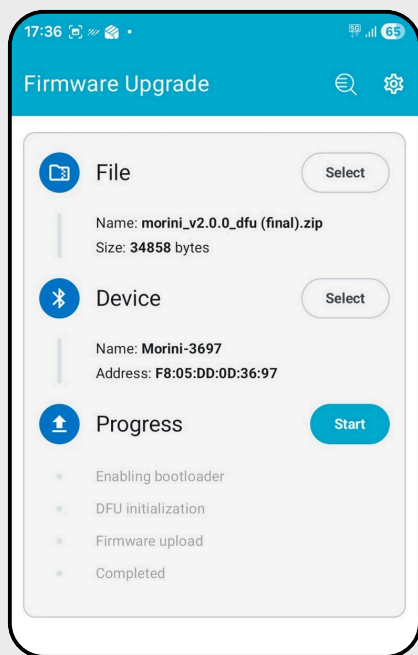 17:36
5G
65
Firmware Upgrade
File
Select
Name: morini_v2.0.0_dfu (final).zip
Size: 34858 bytes
Device
Select
Name: Morini-3697
Address: F8:05:DD:0D:36:97
Progress
Start
Enabling bootloader
DFU initialization
Firmware upload
Completed